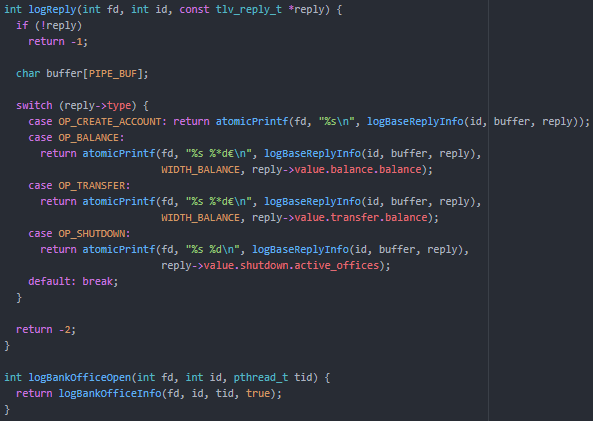 int logReply(int fd, int id, const tlv_reply_t *reply) {
  if (!reply)
    return -1;

  char buffer[PIPE_BUF];

  switch (reply->type) {
    case OP_CREATE_ACCOUNT: return atomicPrintf(fd, "%s\n", logBaseReplyInfo(id, buffer, reply));
    case OP_BALANCE:
      return atomicPrintf(fd, "%s %*d€\n", logBaseReplyInfo(id, buffer, reply),
                          WIDTH_BALANCE, reply->value.balance.balance);
    case OP_TRANSFER:
      return atomicPrintf(fd, "%s %*d€\n", logBaseReplyInfo(id, buffer, reply),
                          WIDTH_BALANCE, reply->value.transfer.balance);
    case OP_SHUTDOWN:
      return atomicPrintf(fd, "%s %d\n", logBaseReplyInfo(id, buffer, reply),
                          reply->value.shutdown.active_offices);
    default: break;
  }

  return -2;
}

int logBankOfficeOpen(int fd, int id, pthread_t tid) {
  return logBankOfficeInfo(fd, id, tid, true);
}